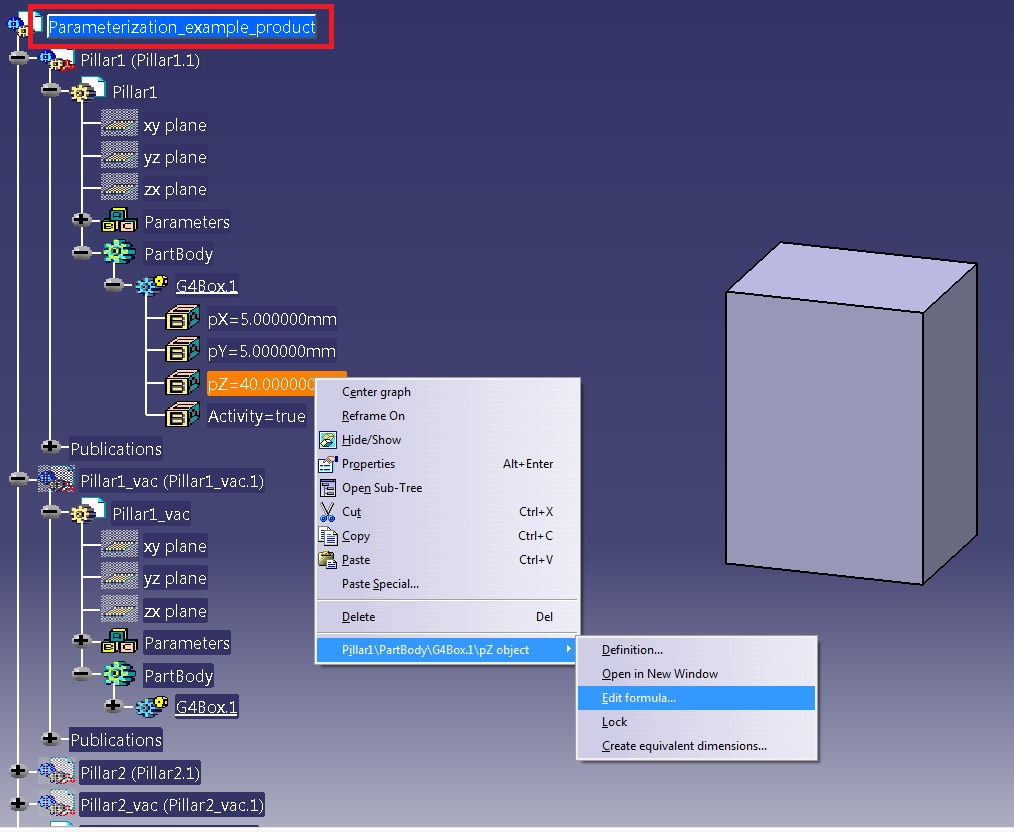 Parameterization_example_product
Pillar1 (Pillar1.1)
Pillar1
xy plane
yz plane
zx plane
Parameters
PartBody
G4Box.1
pX=5.000000mm
pY=5.000000mm
pZ=40.000000
Activity=true
Center graph
Reframe On
Hide/Show
Properties Alt+Enter
Open Sub-Tree
Cut Ctrl+X
Copy Ctrl+C
Paste Ctrl+V
Paste Special...
Delete Del
Pillar1\PartBody\G4Box.1\pZ object
Definition...
Open in New Window
Edit formula...
Lock
Create equivalent dimensions...
Publications
Pillar1_vac (Pillar1_vac.1)
Pillar1_vac
xy plane
yz plane
zx plane
Parameters
PartBody
G4Box.1
Publications
Pillar2 (Pillar2.1)
Pillar2_vac (Pillar2_vac.1)